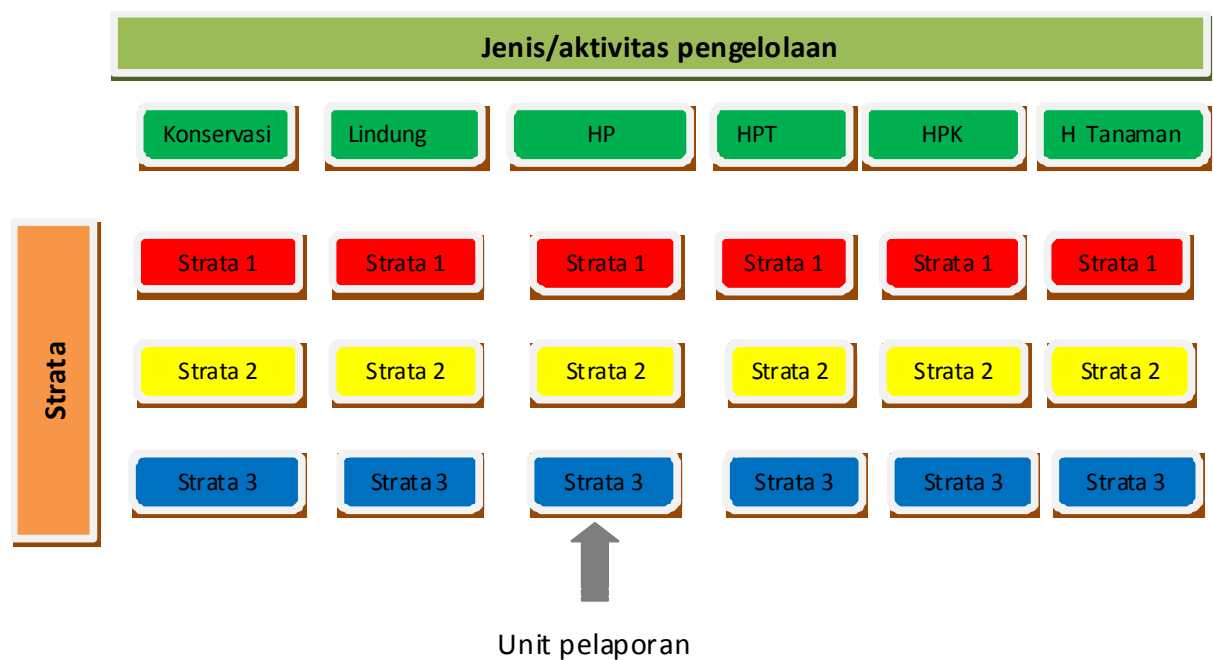 Jenis/aktivitas pengelolaan
Konservasi Lindung HP HPT HPK H Tanaman
Strata
Strata 1 Strata 1 Strata 1 Strata 1 Strata 1 Strata 1
Strata 2 Strata 2 Strata 2 Strata 2 Strata 2 Strata 2
Strata 3 Strata 3 Strata 3 Strata 3 Strata 3 Strata 3
Unit pelaporan